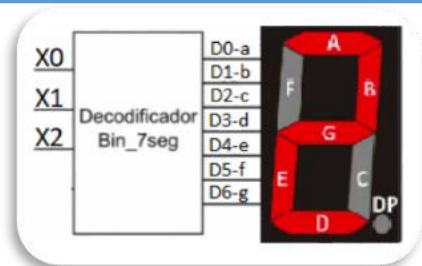 X0
X1
X2
Decodificador
Bin_7seg
D0-a
D1-b
D2-c
D3-d
D4-e
D5-f
D6-g
A
F
B
G
E
C
D
DP